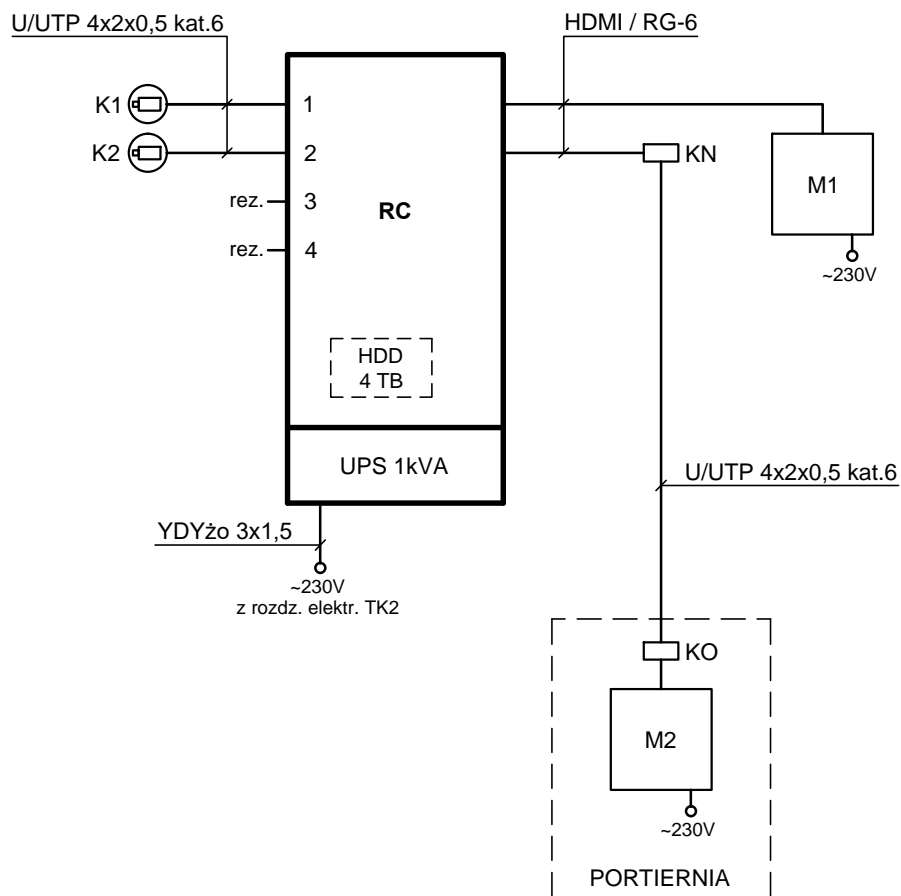 U/UTP 4x2x0,5 kat.6
HDMI / RG-6
K1
1
K2
2
KN
M1
rez.
3
RC
rez.
4
~230V
HDD
4 TB
UPS 1kVA
U/UTP 4x2x0,5 kat.6
YDYżo 3x1,5
~230V
z rozdz. elektr. TK2
KO
M2
~230V
PORTIERNIA